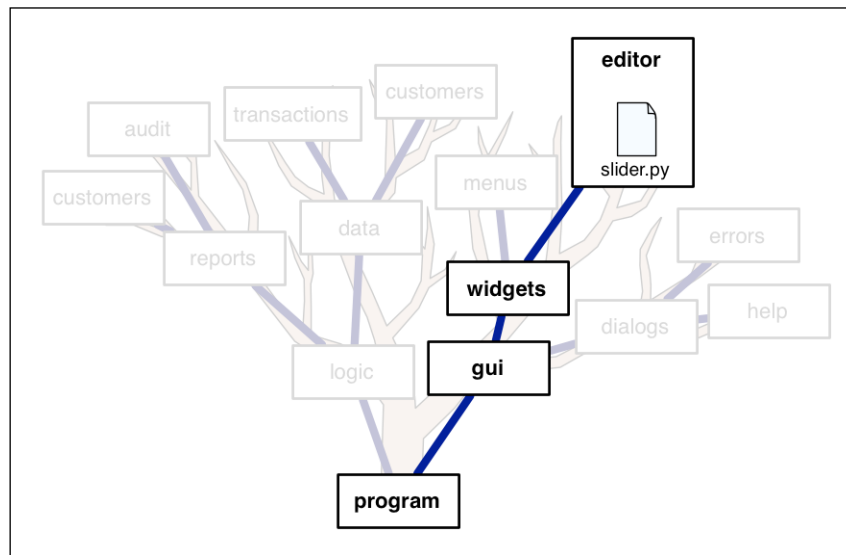 editor
customers
transactions
audit
slider.py
menus
customers
data
errors
reports
widgets
help
dialogs
gui
logic
program